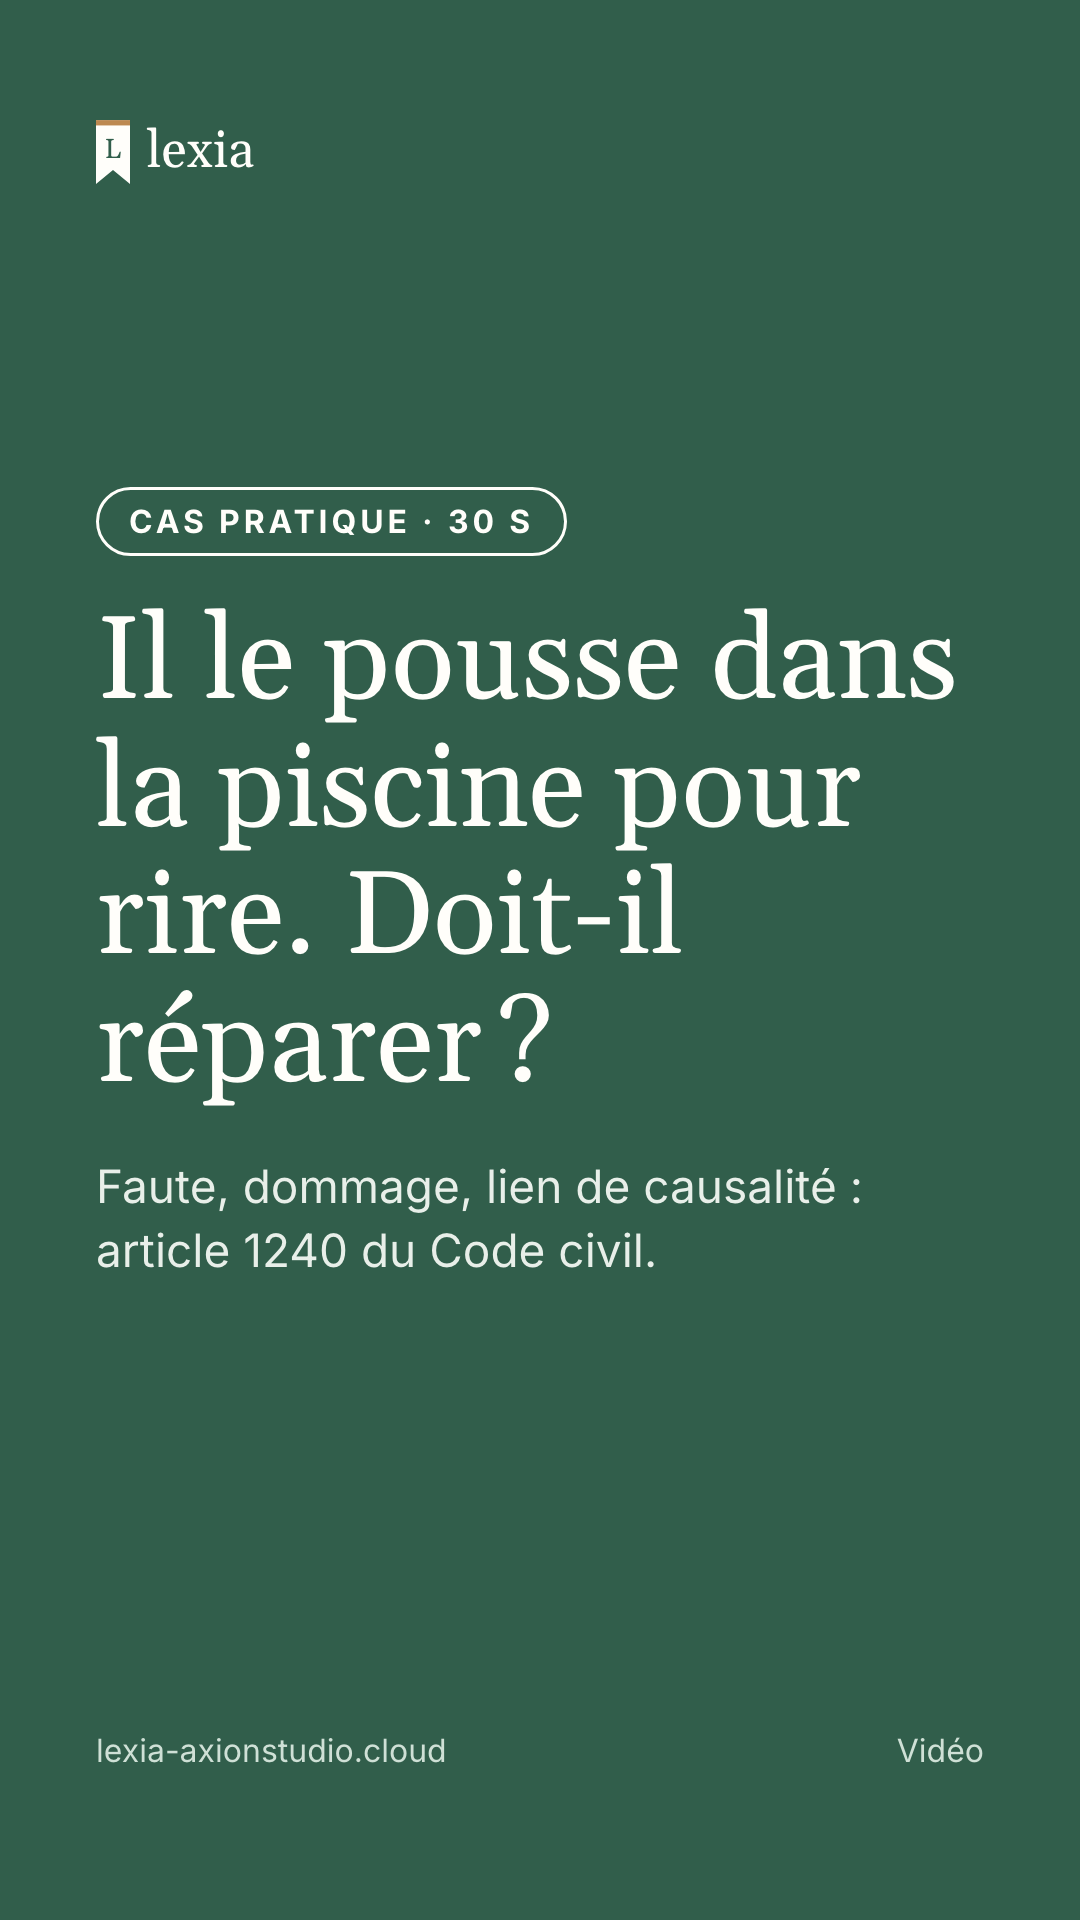 L lexia
CAS PRATIQUE · 30 S
Il le pousse dans
la piscine pour
rire. Doit-il
réparer ?
Faute, dommage, lien de causalité :
article 1240 du Code civil.
lexia-axionstudio.cloud
Vidéo